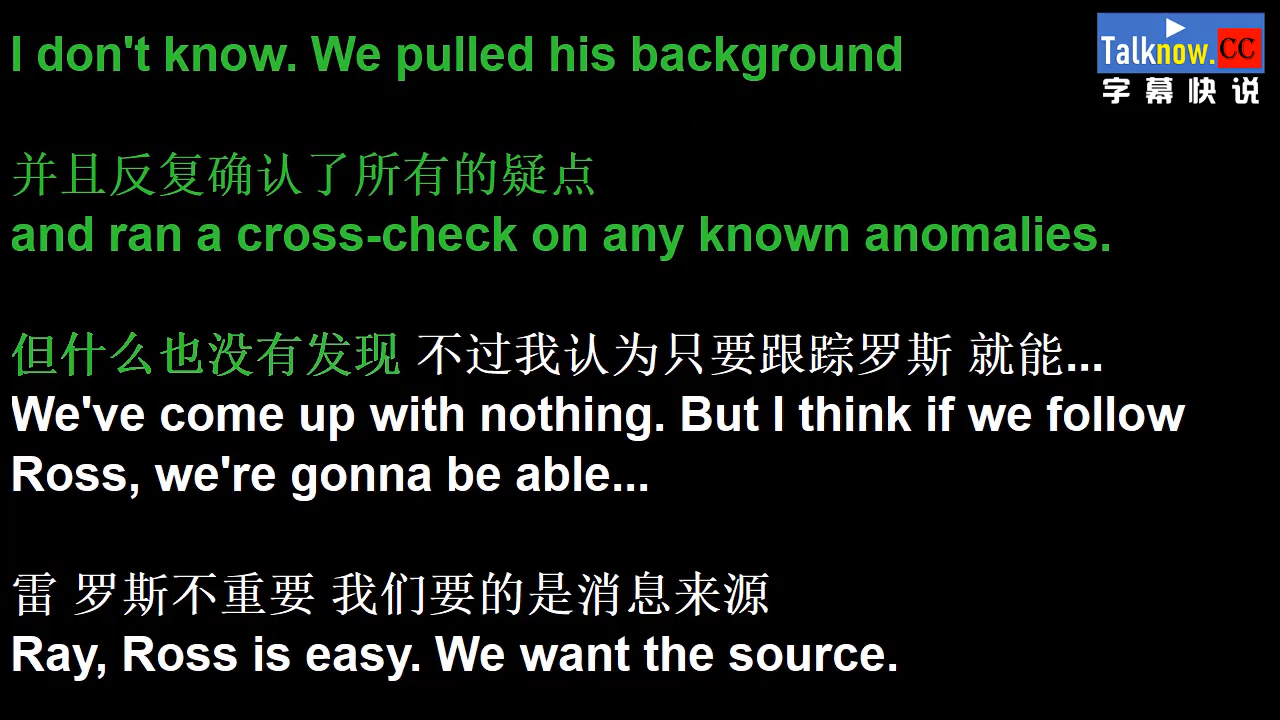 I don't know. We pulled his background
Talknow.CC
字幕快说
并且反复确认了所有的疑点
and ran a cross-check on any known anomalies.
但什么也没有发现 不过我认为只要跟踪罗斯 就能...
We've come up with nothing. But I think if we follow
Ross, we're gonna be able...
雷 罗斯不重要 我们要的是消息来源
Ray, Ross is easy. We want the source.